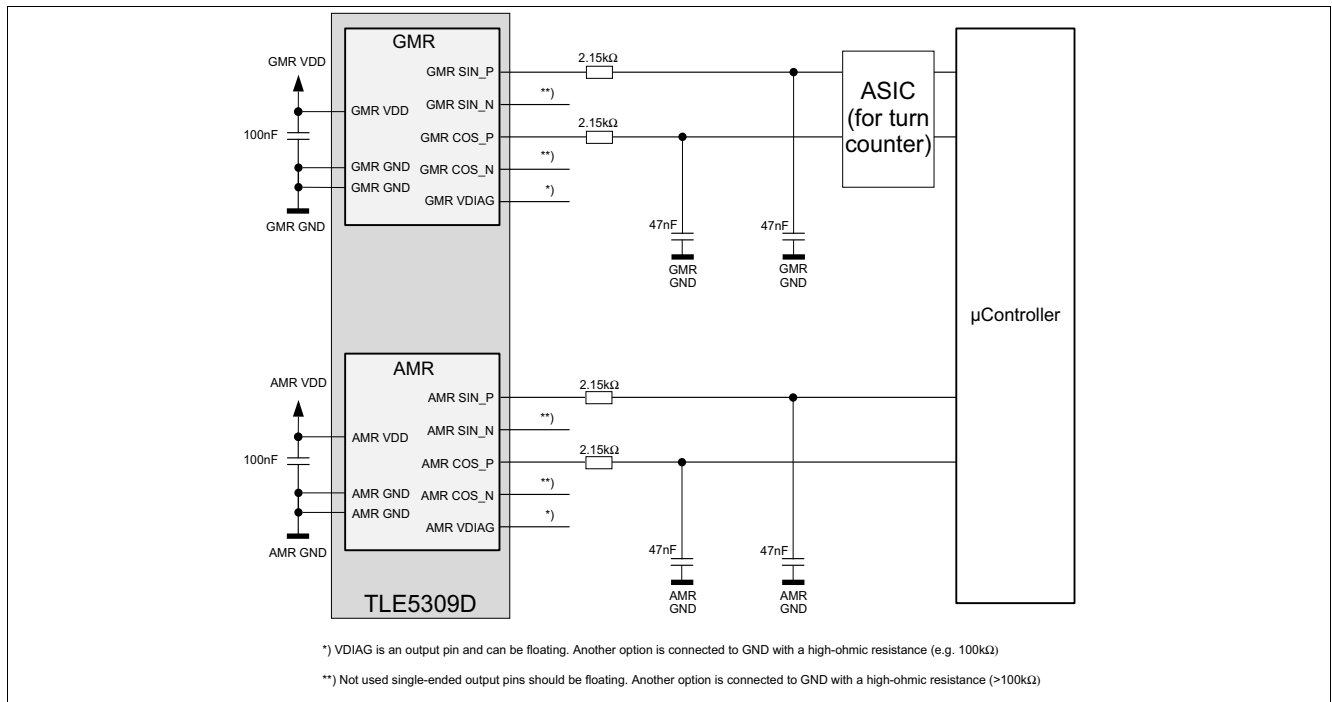 GMR
GMR VDD
GMR SIN_P
2.15kΩ
GMR SIN_N
**)
GMR VDD
100nF
GMR COS_P
2.15kΩ
GMR GND
GMR COS_N
**)
GMR GND
GMR VDIAG
*)
GMR GND
ASIC
(for turn
counter)
47nF
47nF
GMR
GND
GMR
GND
µController
AMR
AMR VDD
AMR SIN_P
2.15kΩ
AMR SIN_N
**)
AMR VDD
100nF
AMR COS_P
2.15kΩ
AMR GND
AMR COS_N
**)
AMR GND
AMR VDIAG
*)
AMR GND
47nF
47nF
AMR
GND
AMR
GND
TLE5309D
*) VDIAG is an output pin and can be floating. Another option is connected to GND with a high-ohmic resistance (e.g. 100kΩ)
**) Not used single-ended output pins should be floating. Another option is connected to GND with a high-ohmic resistance (>100kΩ)